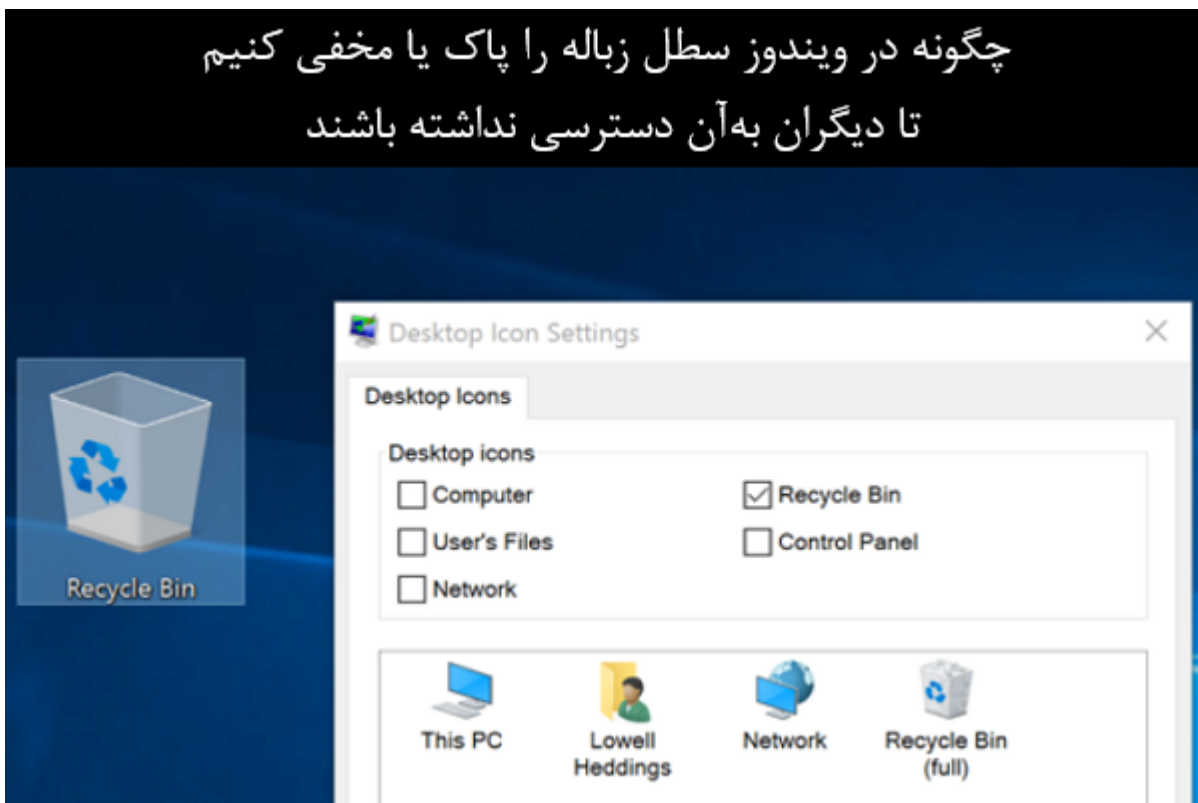 چگونه در ویندوز سطل زباله را پاک یا مخفی کنیم
تا دیگران به‌آن دسترسی نداشته باشند
Desktop Icon Settings
Desktop Icons
Desktop icons
Computer
Recycle Bin
User's Files
Control Panel
Network
Recycle Bin
This PC
Lowell
Heddings
Network
Recycle Bin
(full)